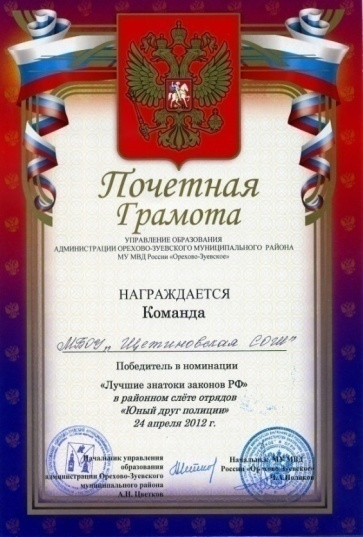 Почетная
Грамота
УПРАВЛЕНИЕ ОБРАЗОВАНИЯ
АДМИНИСТРАЦИИ ОРЕХОВО-ЗУЕВСКОГО МУНИЦИПАЛЬНОГО РАЙОНА
МУ МВД России «Орехово-Зуевское»
НАГРАЖДАЕТСЯ
Команда
МБОУ „Щетиновская СОШ"
Победитель в номинации
«Лучшие знатоки законов РФ»
в районном слёте отрядов
«Юный друг полиции»
24 апреля 2012 г.
Начальник управления
образования
администрации Орехово-Зуевского
муниципального района
А.Н. Цветков
Начальник МУ МВД
России «Орехово-Зуевское»